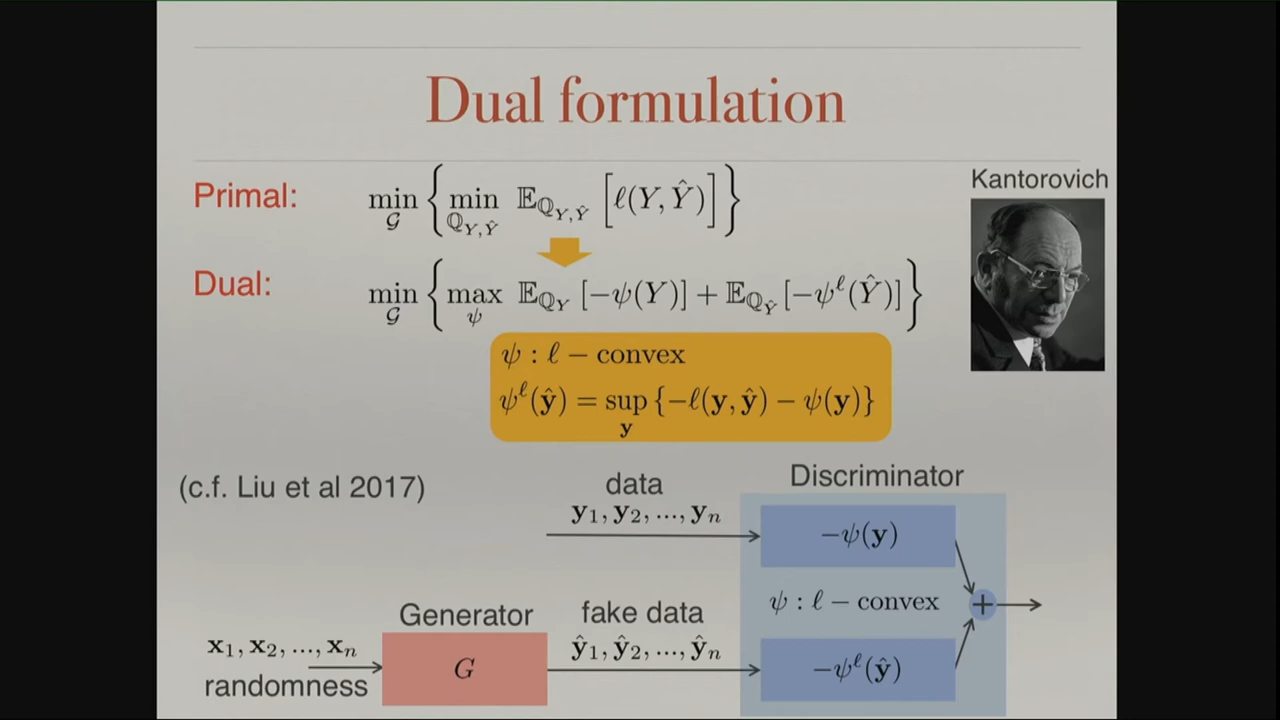 Dual formulation
Kantorovich
Primal: min_𝒢 { min_{ℚ_{Y,Ŷ}} 𝔼_{ℚ_{Y,Ŷ}} [ℓ(Y, Ŷ)] }
Dual: min_𝒢 { max_ψ 𝔼_{ℚ_Y} [−ψ(Y)] + 𝔼_{ℚ_Ŷ} [−ψ^ℓ(Ŷ)] }
ψ : ℓ − convex
ψ^ℓ(ŷ) = sup_y {−ℓ(y, ŷ) − ψ(y)}
(c.f. Liu et al 2017)
data
y₁, y₂, ..., yₙ
Discriminator
−ψ(y)
ψ : ℓ − convex
+
−ψ^ℓ(ŷ)
Generator
G
fake data
ŷ₁, ŷ₂, ..., ŷₙ
x₁, x₂, ..., xₙ
randomness